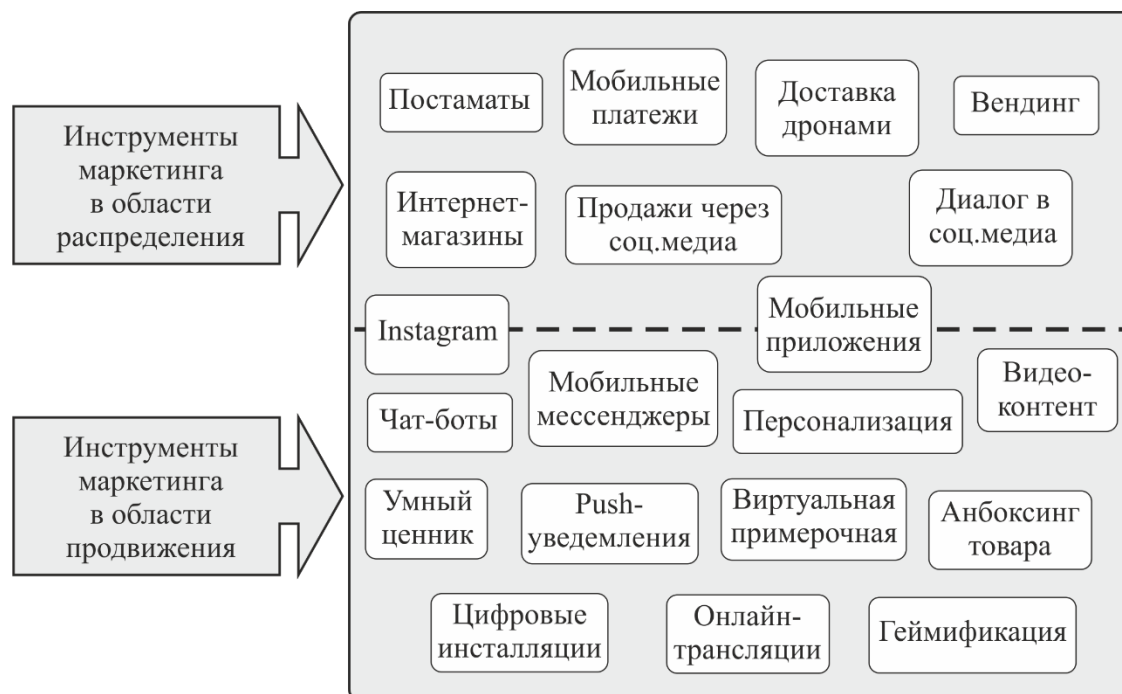 Инструменты
маркетинга
в области
распределения
Постаматы
Мобильные
платежи
Доставка
дронами
Вендинг
Интернет-
магазины
Продажи через
соц.медиа
Диалог в
соц.медиа
Instagram
Мобильные
приложения
Инструменты
маркетинга
в области
продвижения
Чат-боты
Мобильные
мессенджеры
Персонализация
Видео-
контент
Умный
ценник
Push-
уведемления
Виртуальная
примерочная
Анбоксинг
товара
Цифровые
инсталляции
Онлайн-
трансляции
Геймификация